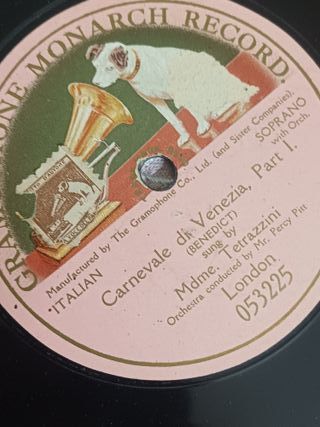 GRAMOPHONE MONARCH RECORD.
Manufactured by The Gramophone Co., Ltd. (and Sister Companies).
ITALIAN
SOPRANO
with Orch.
Carnevale di Venezia, Part I.
(BENEDICT)
sung by
Mdme. Tetrazzini
Orchestra conducted by Mr. Percy Pitt
London
053225